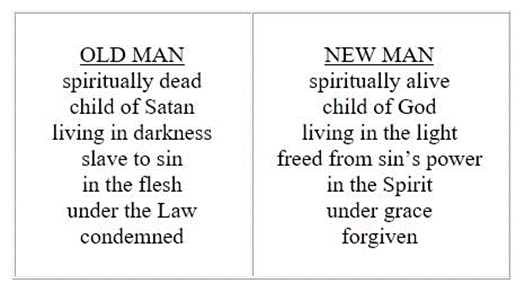 OLD MAN
spiritually dead
child of Satan
living in darkness
slave to sin
in the flesh
under the Law
condemned
NEW MAN
spiritually alive
child of God
living in the light
freed from sin’s power
in the Spirit
under grace
forgiven